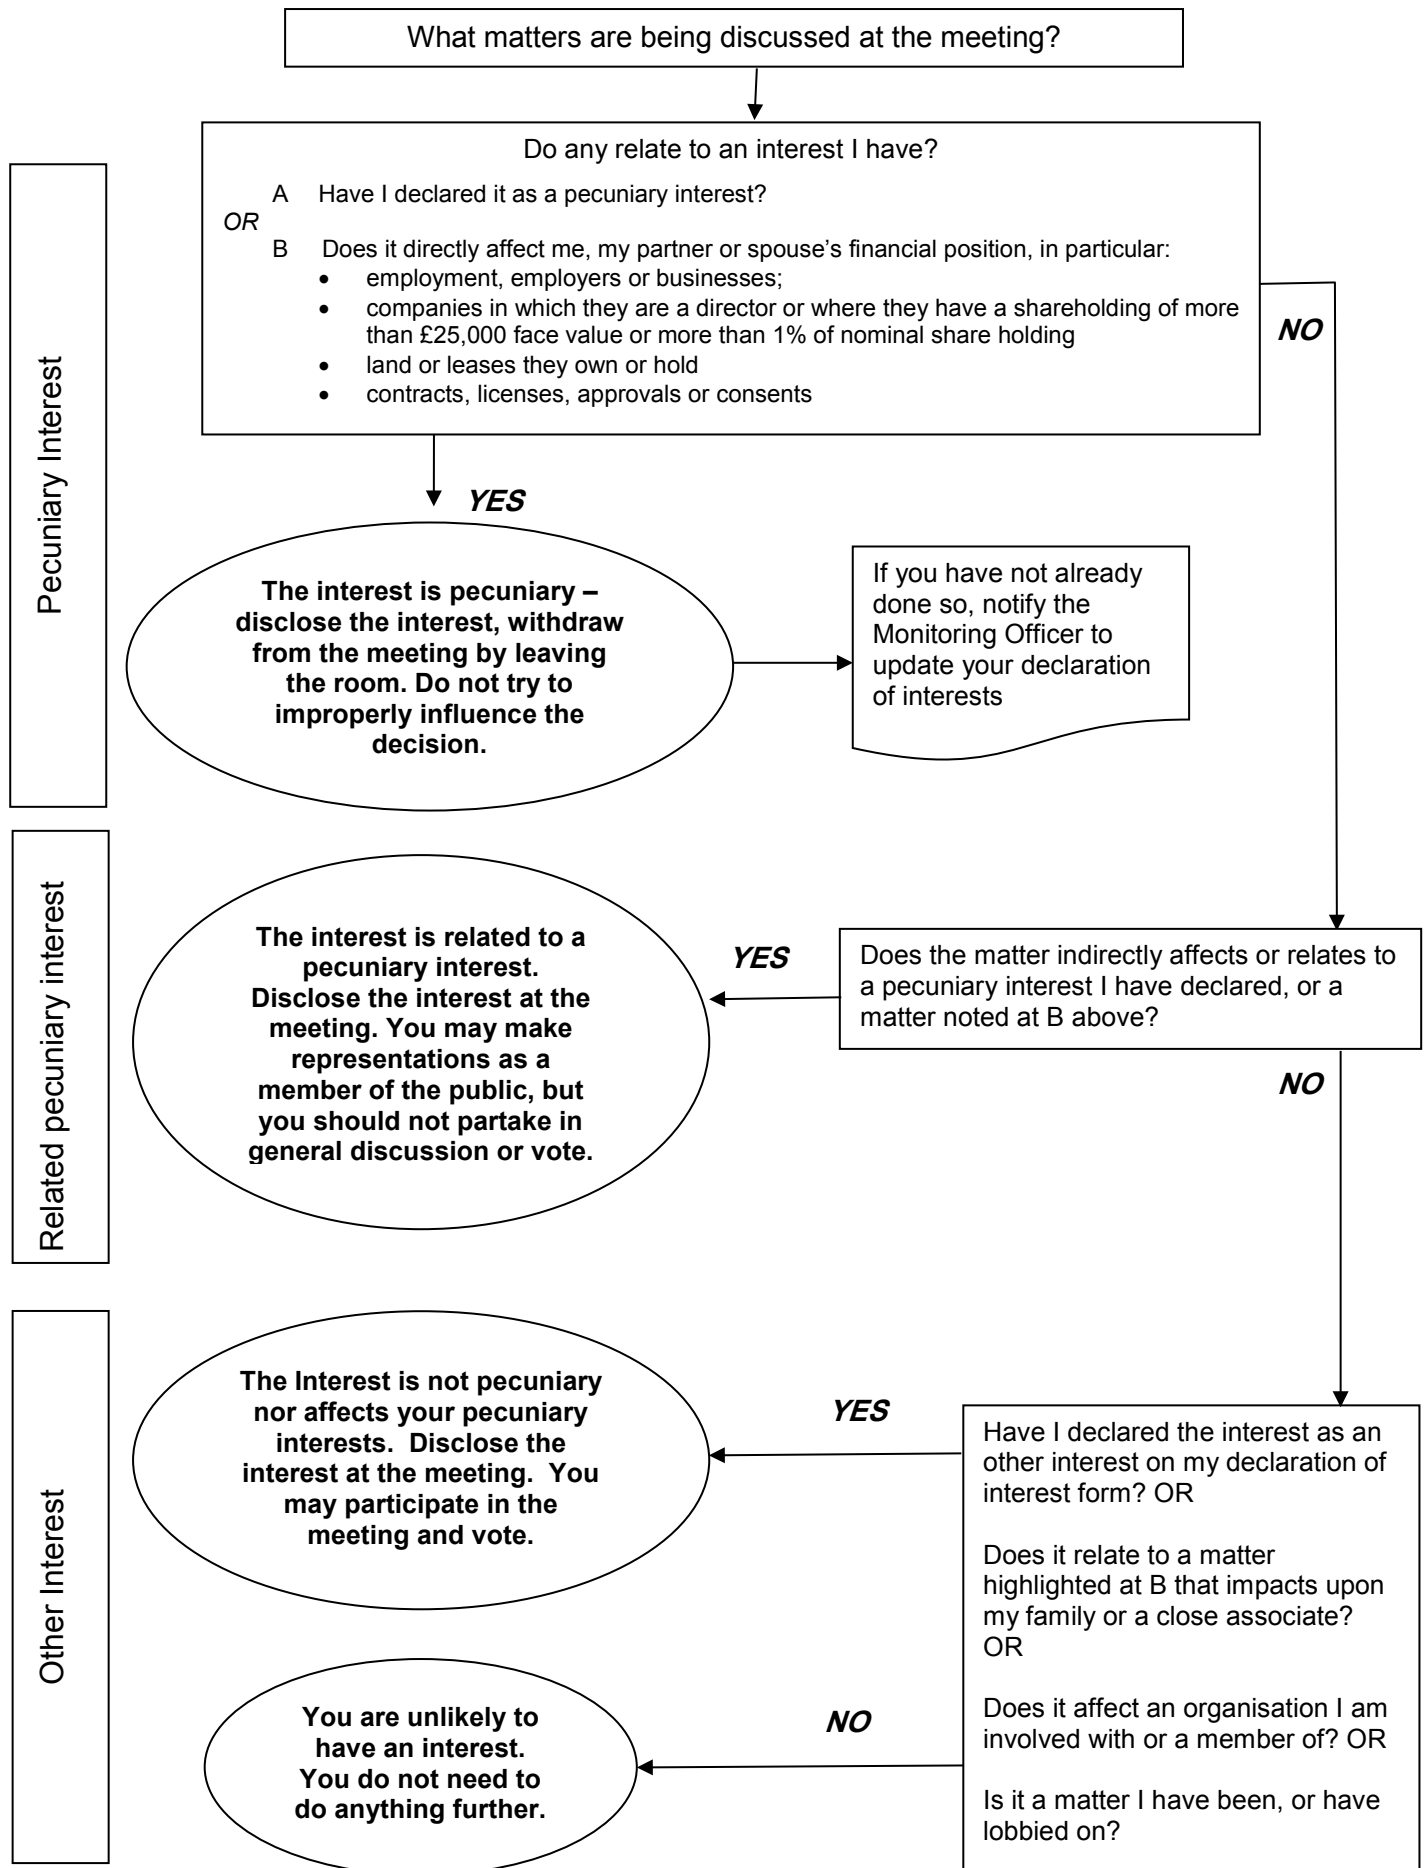 What matters are being discussed at the meeting?
Do any relate to an interest I have?
A Have I declared it as a pecuniary interest?
OR
B Does it directly affect me, my partner or spouse's financial position, in particular:
• employment, employers or businesses;
• companies in which they are a director or where they have a shareholding of more
than £25,000 face value or more than 1% of nominal share holding
• land or leases they own or hold
• contracts, licenses, approvals or consents
NO
Pecuniary Interest
YES
The interest is pecuniary –
disclose the interest, withdraw
from the meeting by leaving
the room. Do not try to
improperly influence the
decision.
If you have not already
done so, notify the
Monitoring Officer to
update your declaration
of interests
Related pecuniary interest
The interest is related to a
pecuniary interest.
Disclose the interest at the
meeting. You may make
representations as a
member of the public, but
you should not partake in
general discussion or vote.
YES
Does the matter indirectly affects or relates to
a pecuniary interest I have declared, or a
matter noted at B above?
NO
Other Interest
The Interest is not pecuniary
nor affects your pecuniary
interests. Disclose the
interest at the meeting. You
may participate in the
meeting and vote.
YES
Have I declared the interest as an
other interest on my declaration of
interest form? OR
Does it relate to a matter
highlighted at B that impacts upon
my family or a close associate?
OR
Does it affect an organisation I am
involved with or a member of? OR
Is it a matter I have been, or have
lobbied on?
NO
You are unlikely to
have an interest.
You do not need to
do anything further.